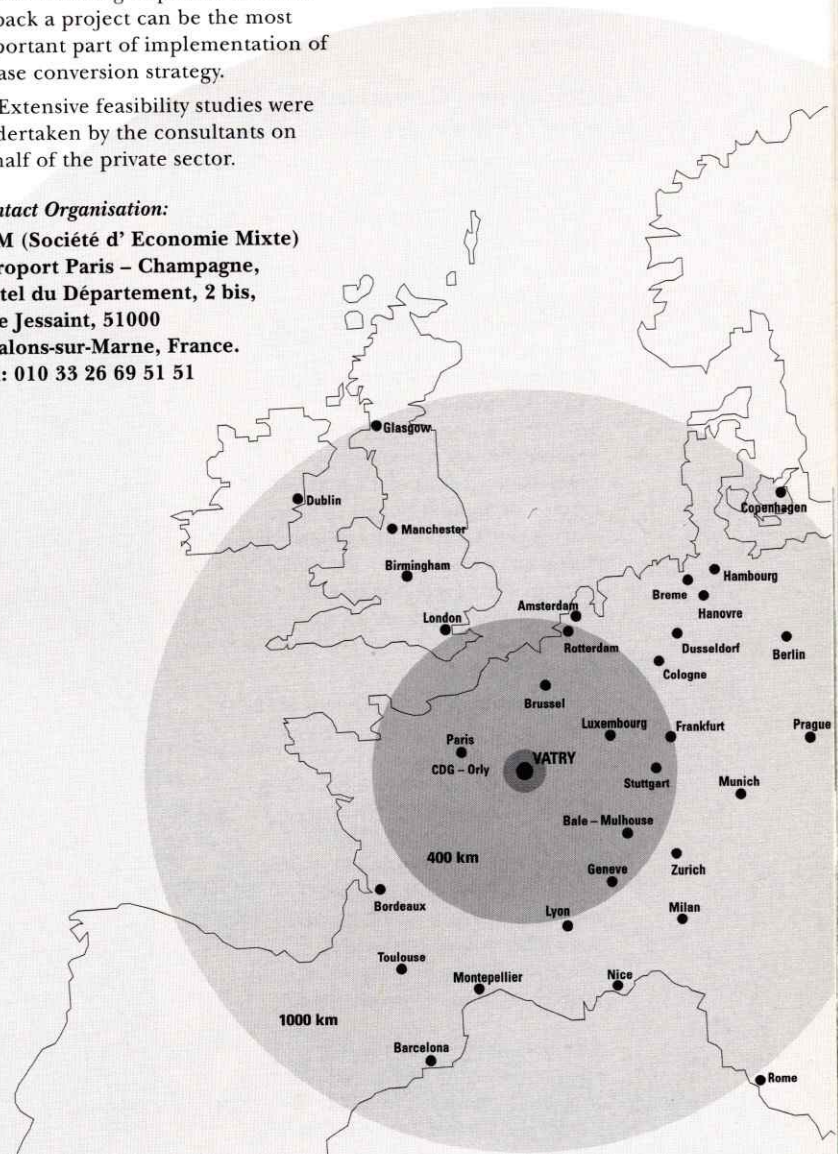 back a project can be the most
portant part of implementation of
ase conversion strategy.
Extensive feasibility studies were
dertaken by the consultants on
half of the private sector.
ntact Organisation:
M (Société d' Economie Mixte)
roport Paris – Champagne,
tel du Département, 2 bis,
e Jessaint, 51000
alons-sur-Marne, France.
: 010 33 26 69 51 51
Glasgow
Dublin
Copenhagen
Manchester
Birmingham
Hambourg
Breme
Hanovre
Amsterdam
London
Rotterdam
Dusseldorf
Berlin
Cologne
Brussel
Luxembourg
Frankfurt
Prague
Paris
CDG – Orly
VATRY
Stuttgart
Munich
Bale – Mulhouse
400 km
Geneve
Zurich
Bordeaux
Lyon
Milan
Toulouse
Montepellier
Nice
1000 km
Barcelona
Rome